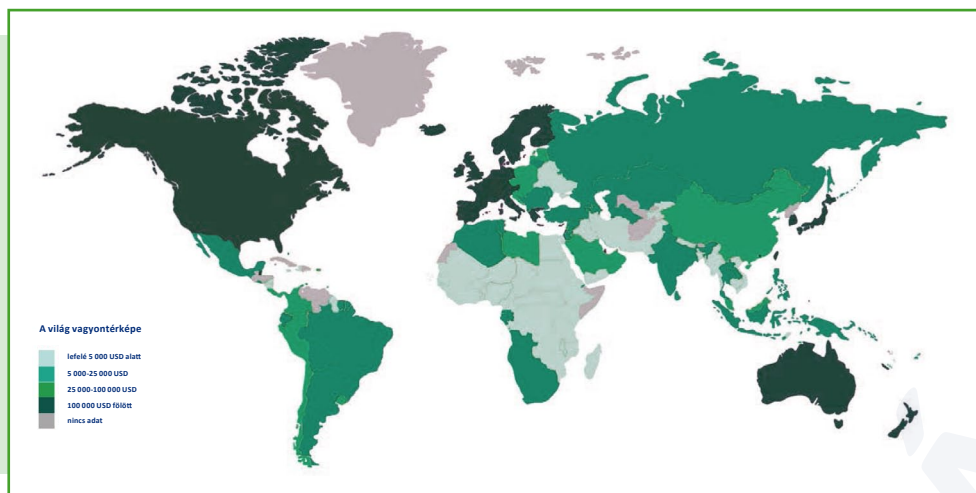 A világ vagyontérképe
lefelé 5 000 USD alatt
5 000-25 000 USD
25 000-100 000 USD
100 000 USD fölött
nincs adat